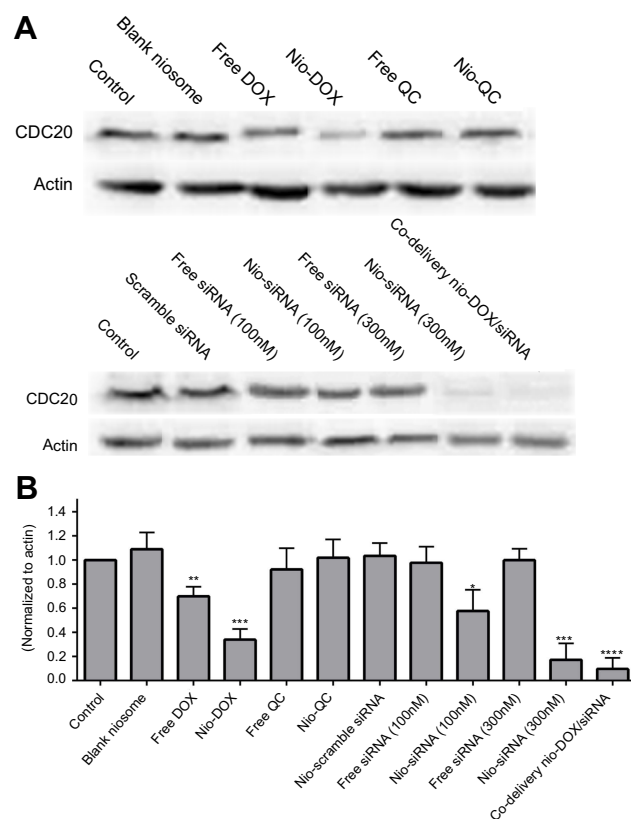 A
Control
Blank niosome
Free DOX
Nio-DOX
Free QC
Nio-QC
CDC20
Actin
Control
Scramble siRNA
Free siRNA (100nM)
Nio-siRNA (100nM)
Free siRNA (300nM)
Nio-siRNA (300nM)
Co-delivery nio-DOX/siRNA
CDC20
Actin
B
(Normalized to actin)
1.4
1.2
1.0
0.8
0.6
0.4
0.2
0.0
**
***
*
***
****
Control
Blank niosome
Free DOX
Nio-DOX
Free QC
Nio-QC
Nio-scramble siRNA
Free siRNA (100nM)
Nio-siRNA (100nM)
Free siRNA (300nM)
Nio-siRNA (300nM)
Co-delivery nio-DOX/siRNA